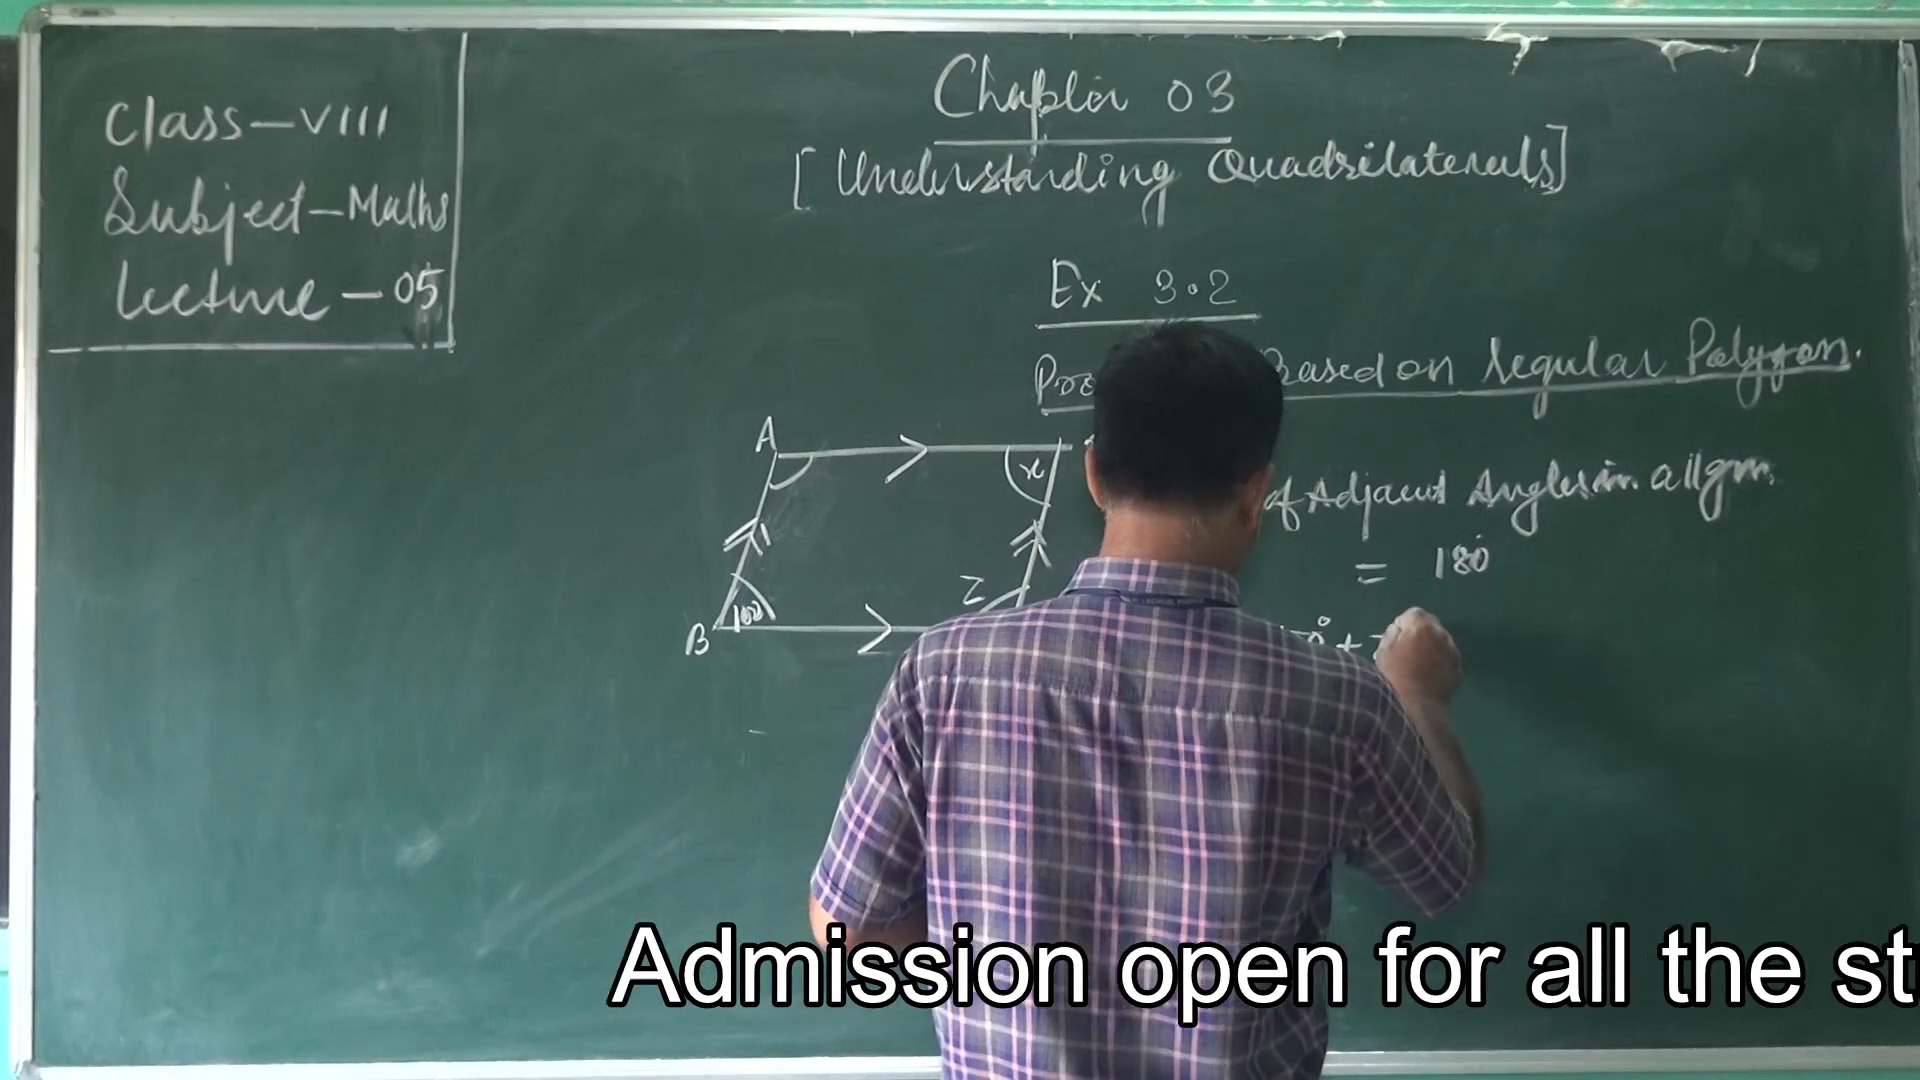 Class-VIII
Subject-Maths
Lecture-05
Chapter 03
[Understanding Quadrilaterals]
Ex 3.2
Based on regular Polygon.
A
x
of Adjacent Angles in a llgm.
= 180°
Z
100
B
Admission open for all the st